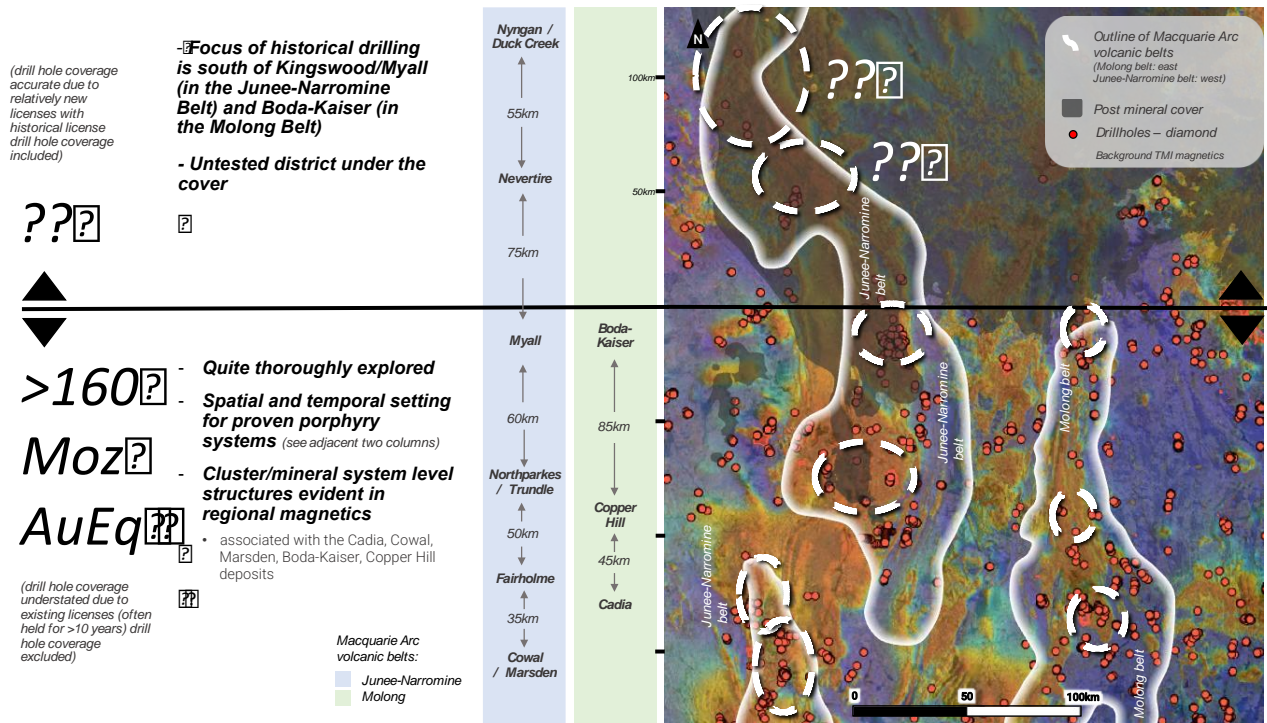 (drill hole coverage
accurate due to
relatively new
licenses with
historical license
drill hole coverage
included)
-Focus of historical drilling
is south of Kingswood/Myall
(in the Junee-Narromine
Belt) and Boda-Kaiser (in
the Molong Belt)
- Untested district under the
cover
??
>160
Moz
AuEq
(drill hole coverage
understated due to
existing licenses (often
held for >10 years) drill
hole coverage
excluded)
- Quite thoroughly explored
- Spatial and temporal setting
for proven porphyry
systems (see adjacent two columns)
- Cluster/mineral system level
structures evident in
regional magnetics
• associated with the Cadia, Cowal,
Marsden, Boda-Kaiser, Copper Hill
deposits
Macquarie Arc
volcanic belts:
Junee-Narromine
Molong
Nyngan /
Duck Creek
55km
Nevertire
75km
Myall
60km
Northparkes
/ Trundle
50km
Fairholme
35km
Cowal
/ Marsden
Boda-
Kaiser
85km
Copper
Hill
45km
Cadia
100km
50km
N
??
??
Junee-Narromine
belt
Junee-Narromine
belt
Junee-Narromine
belt
Molong belt
Molong belt
Outline of Macquarie Arc
volcanic belts
(Molong belt: east
Junee-Narromine belt: west)
Post mineral cover
Drillholes – diamond
Background TMI magnetics
0 50 100km